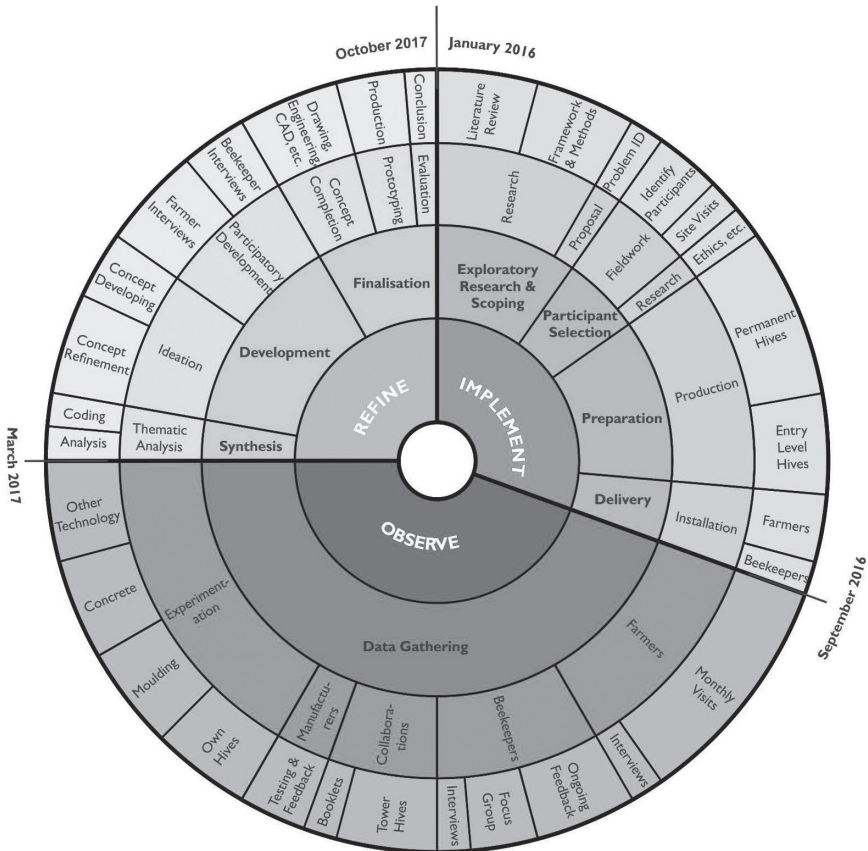 October 2017
January 2016
September 2016
March 2017
IMPLEMENT
OBSERVE
REFINE
Exploratory
Research &
Scoping
Participant
Selection
Preparation
Delivery
Research
Proposal
Fieldwork
Research
Production
Installation
Literature
Review
Framework
& Methods
Problem ID
Identify
Participants
Site Visits
Ethics, etc.
Permanent
Hives
Entry
Level
Hives
Farmers
Beekeepers
Data Gathering
Farmers
Beekeepers
Collabora-
tions
Manufactu-
rers
Experiment-
ation
Monthly
Visits
Interviews
Ongoing
Feedback
Focus
Group
Interviews
Tower
Hives
Booklets
Testing &
Feedback
Own
Hives
Moulding
Concrete
Other
Technology
Synthesis
Development
Finalisation
Thematic
Analysis
Ideation
Participatory
Development
Concept
Completion
Prototyping
Evaluation
Analysis
Coding
Concept
Refinement
Concept
Developing
Farmer
Interviews
Beekeeper
Interviews
Drawing,
Engineering,
CAD, etc.
Production
Conclusion